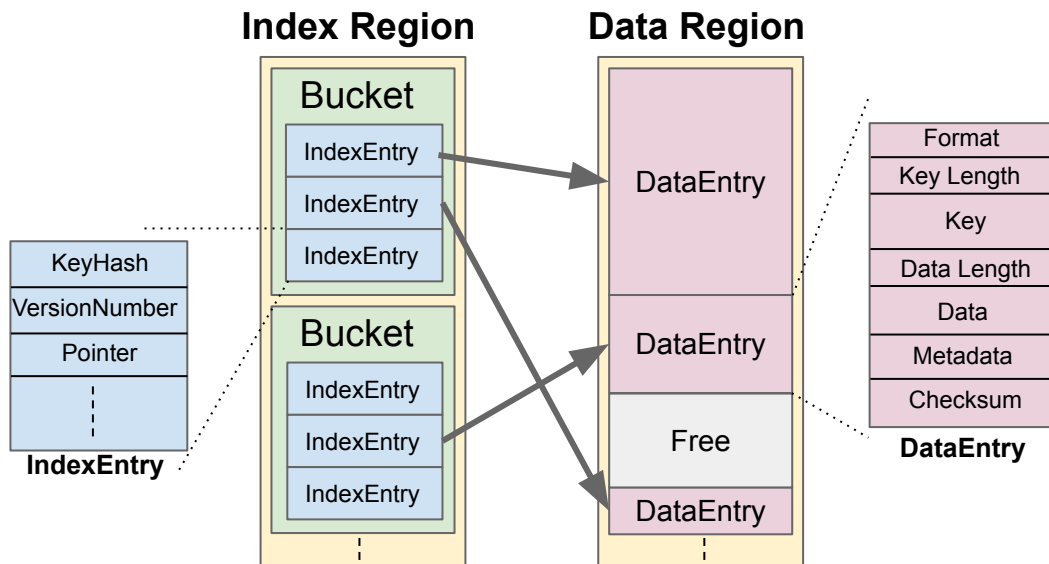 Index Region
Data Region
Bucket
IndexEntry
IndexEntry
IndexEntry
Bucket
IndexEntry
IndexEntry
IndexEntry
KeyHash
VersionNumber
Pointer
IndexEntry
DataEntry
DataEntry
Free
DataEntry
Format
Key Length
Key
Data Length
Data
Metadata
Checksum
DataEntry